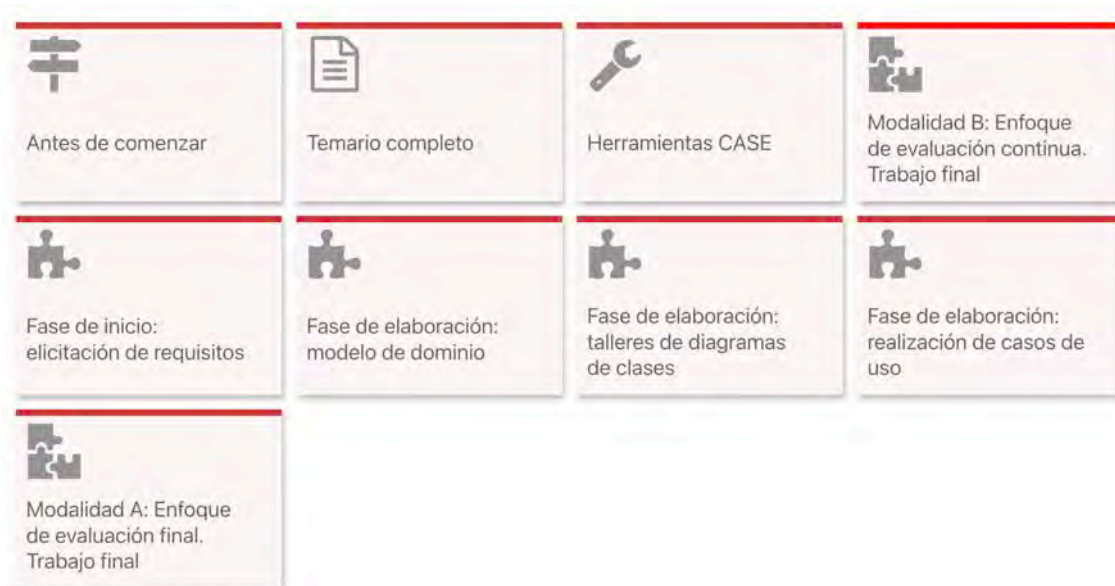 Antes de comenzar
Temario completo
Herramientas CASE
Modalidad B: Enfoque
de evaluación continua.
Trabajo final
Fase de inicio:
elicitación de requisitos
Fase de elaboración:
modelo de dominio
Fase de elaboración:
talleres de diagramas
de clases
Fase de elaboración:
realización de casos de
uso
Modalidad A: Enfoque
de evaluación final.
Trabajo final